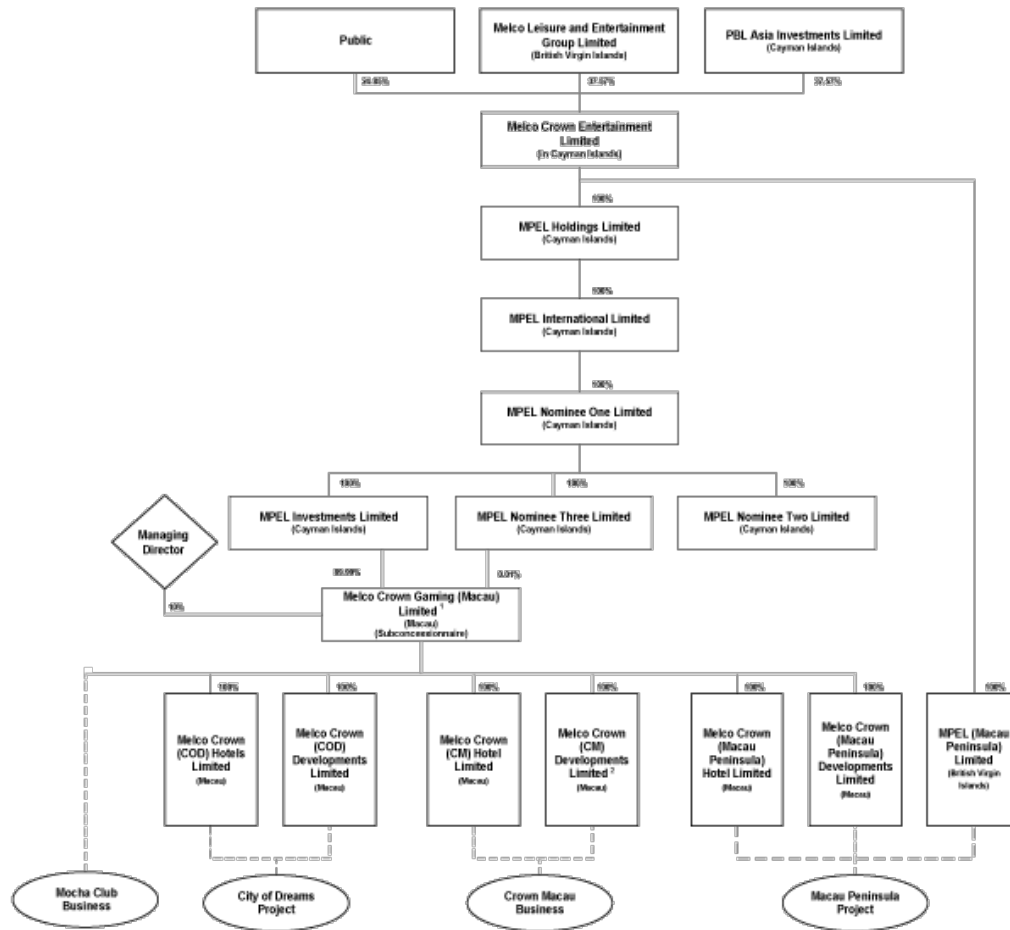 Public
Melco Leisure and Entertainment
Group Limited
(British Virgin Islands)
PBL Asia Investments Limited
(Cayman Islands)
37.57%
37.57%
Melco Crown Entertainment
Limited
(in Cayman Islands)
100%
MPEL Holdings Limited
(Cayman Islands)
100%
MPEL International Limited
(Cayman Islands)
100%
MPEL Nominee One Limited
(Cayman Islands)
100%
100%
100%
MPEL Investments Limited
(Cayman Islands)
MPEL Nominee Three Limited
(Cayman Islands)
MPEL Nominee Two Limited
(Cayman Islands)
Managing
Director
0.01%
10%
Melco Crown Gaming (Macau)
Limited 1
(Macau)
(Subconcessionnaire)
100%
100%
100%
100%
100%
100%
100%
Melco Crown
(COD) Hotels
Limited
(Macau)
Melco Crown
(COD)
Developments
Limited
(Macau)
Melco Crown
(CM) Hotel
Limited
(Macau)
Melco Crown
(CM)
Developments
Limited 2
(Macau)
Melco Crown
(Macau
Peninsula)
Hotel Limited
(Macau)
Melco Crown
(Macau
Peninsula)
Developments
Limited
(Macau)
MPEL (Macau
Peninsula)
Limited
(British Virgin
Islands)
Mocha Club
Business
City of Dreams
Project
Crown Macau
Business
Macau Peninsula
Project